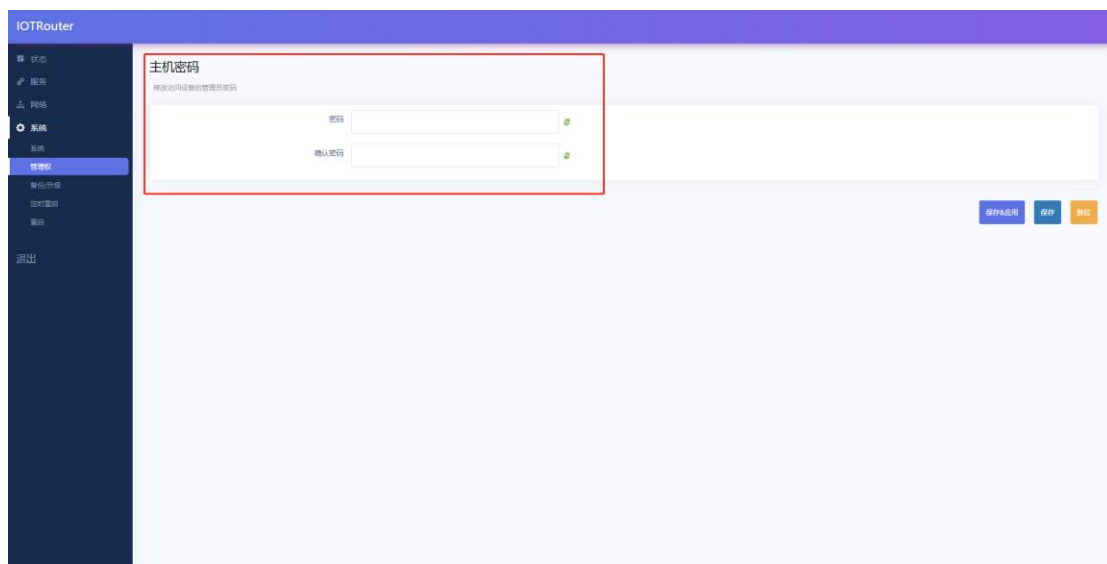 IOTRouter
状态
服务
网络
系统
系统
管理权
备份/升级
定时重启
重启
退出
主机密码
修改访问设备的管理员密码
密码
确认密码
保存&应用
保存
复位